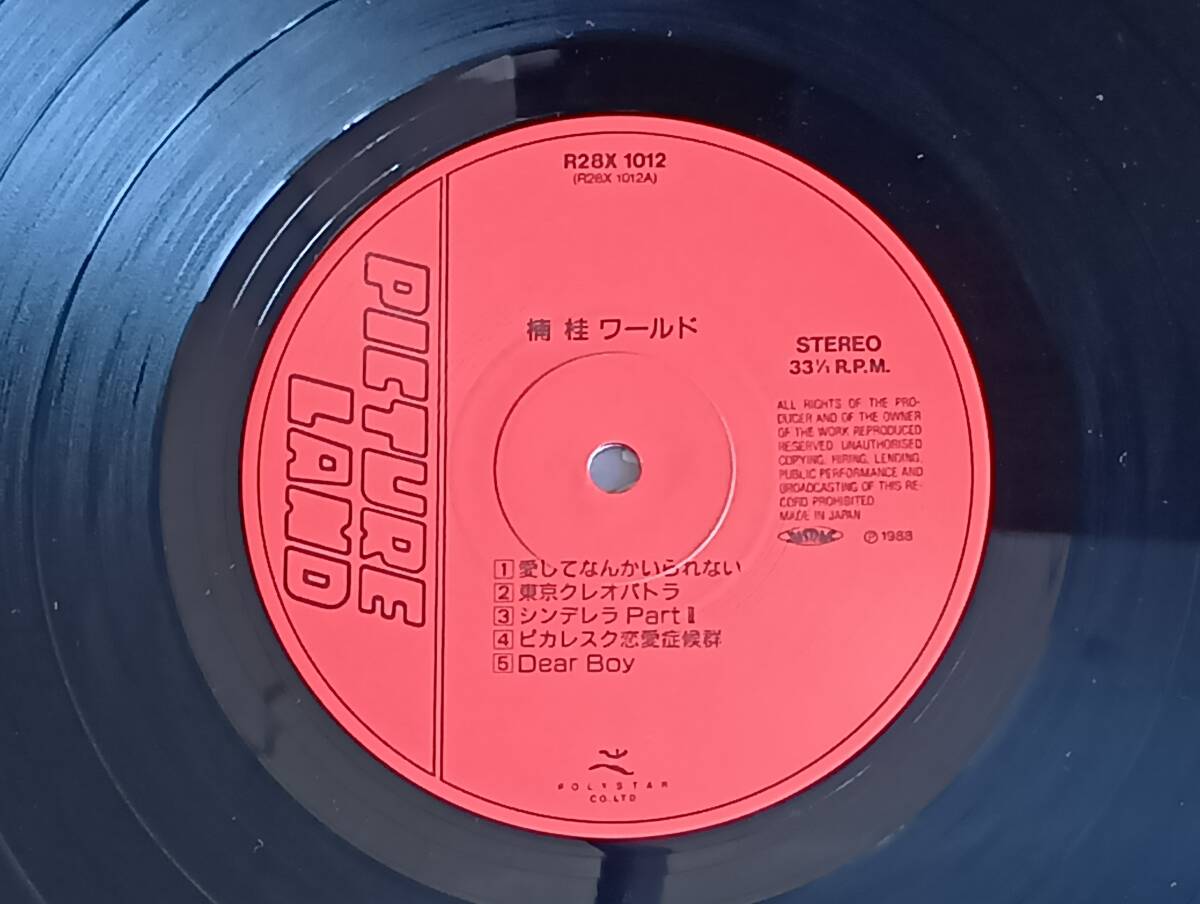 R28X 1012
(R28X 1012A)
PICTURE
LAND
楠 桂 ワールド
STEREO
33⅓ R.P.M.
ALL RIGHTS OF THE PRO-
DUCER AND OF THE OWNER
OF THE WORK REPRODUCED
RESERVED UNAUTHORISED
COPYING, HIRING, LENDING,
PUBLIC PERFORMANCE AND
BROADCASTING OF THIS RE-
CORD PROHIBITED
MADE IN JAPAN
JASRAC
Ⓟ 1988
1 愛してなんかいられない
2 東京クレオパトラ
3 シンデレラ Part Ⅱ
4 ピカレスク恋愛症候群
5 Dear Boy
POLYSTAR
CO.LTD